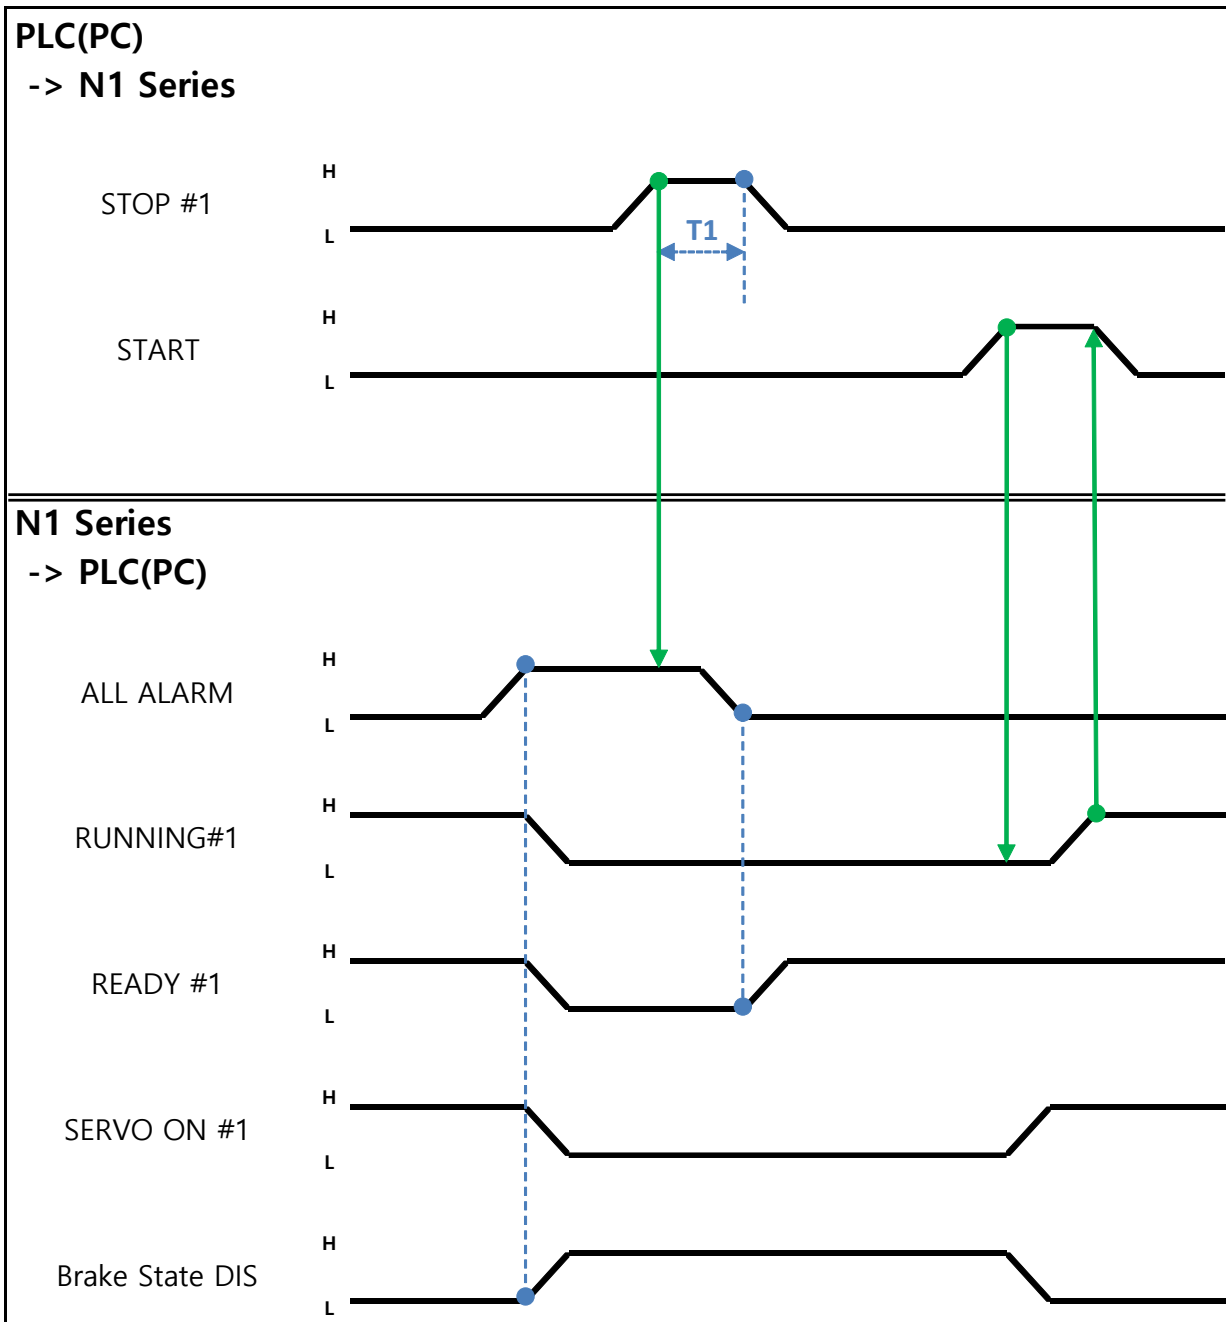 PLC(PC)
-> N1 Series
H
STOP #1
L
T1
H
START
L
N1 Series
-> PLC(PC)
H
ALL ALARM
L
H
RUNNING#1
L
H
READY #1
L
H
SERVO ON #1
L
H
Brake State DIS
L